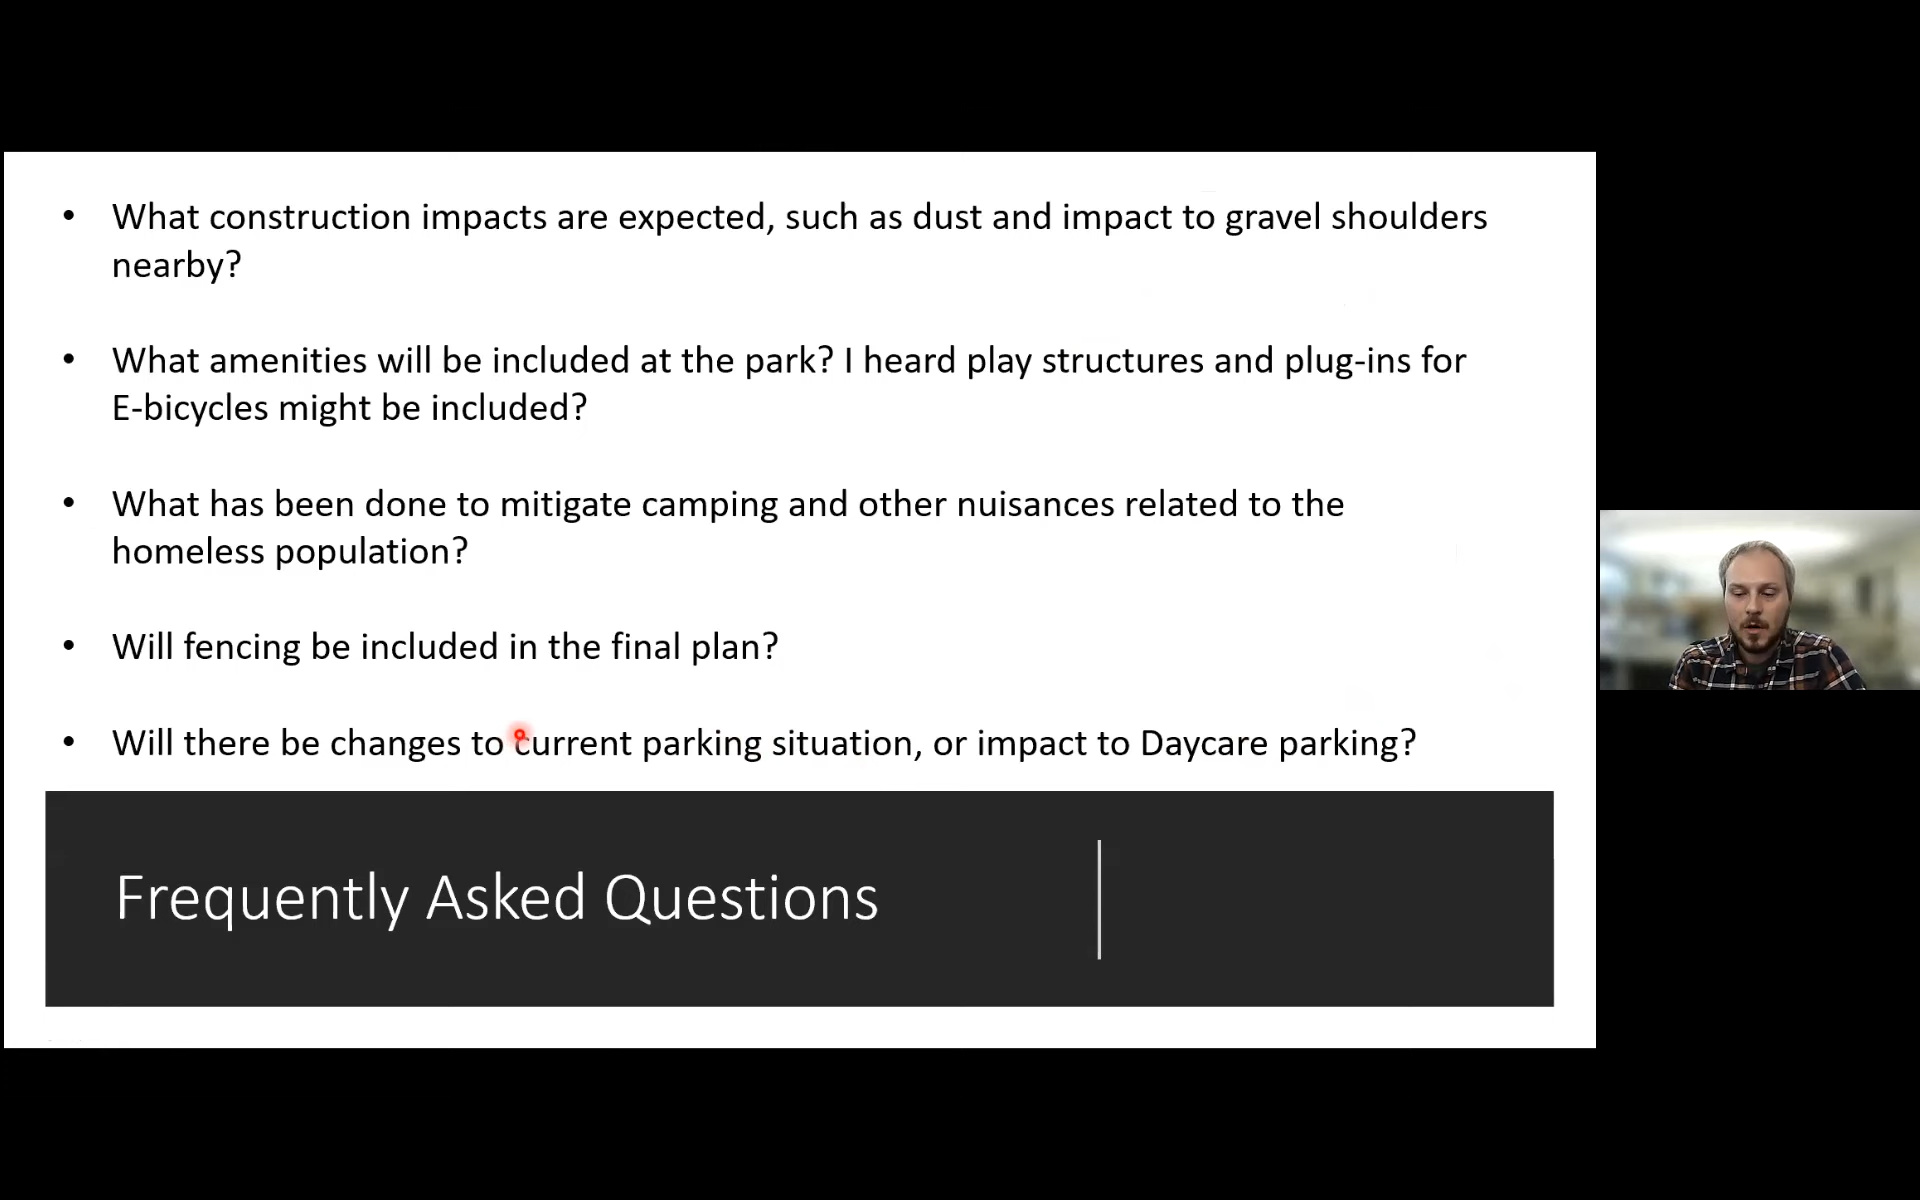 • What construction impacts are expected, such as dust and impact to gravel shoulders
nearby?
• What amenities will be included at the park? I heard play structures and plug-ins for
E-bicycles might be included?
• What has been done to mitigate camping and other nuisances related to the
homeless population?
• Will fencing be included in the final plan?
• Will there be changes to current parking situation, or impact to Daycare parking?
Frequently Asked Questions